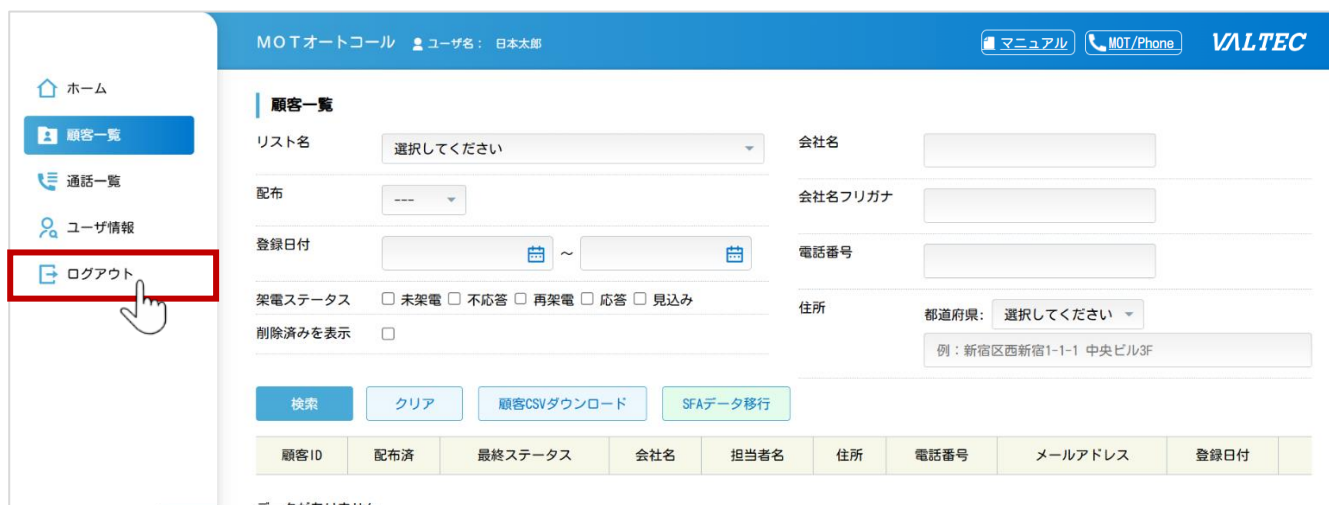 MOTオートコール ユーザ名： 日本太郎 マニュアル MOT/Phone VALTEC
ホーム
顧客一覧
通話一覧
ユーザ情報
ログアウト
顧客一覧
リスト名 選択してください
配布 ---
登録日付 ～
架電ステータス 未架電 不応答 再架電 応答 見込み
削除済みを表示
会社名
会社名フリガナ
電話番号
住所 都道府県: 選択してください
例：新宿区西新宿1-1-1 中央ビル3F
検索 クリア 顧客CSVダウンロード SFAデータ移行
顧客ID 配布済 最終ステータス 会社名 担当者名 住所 電話番号 メールアドレス 登録日付